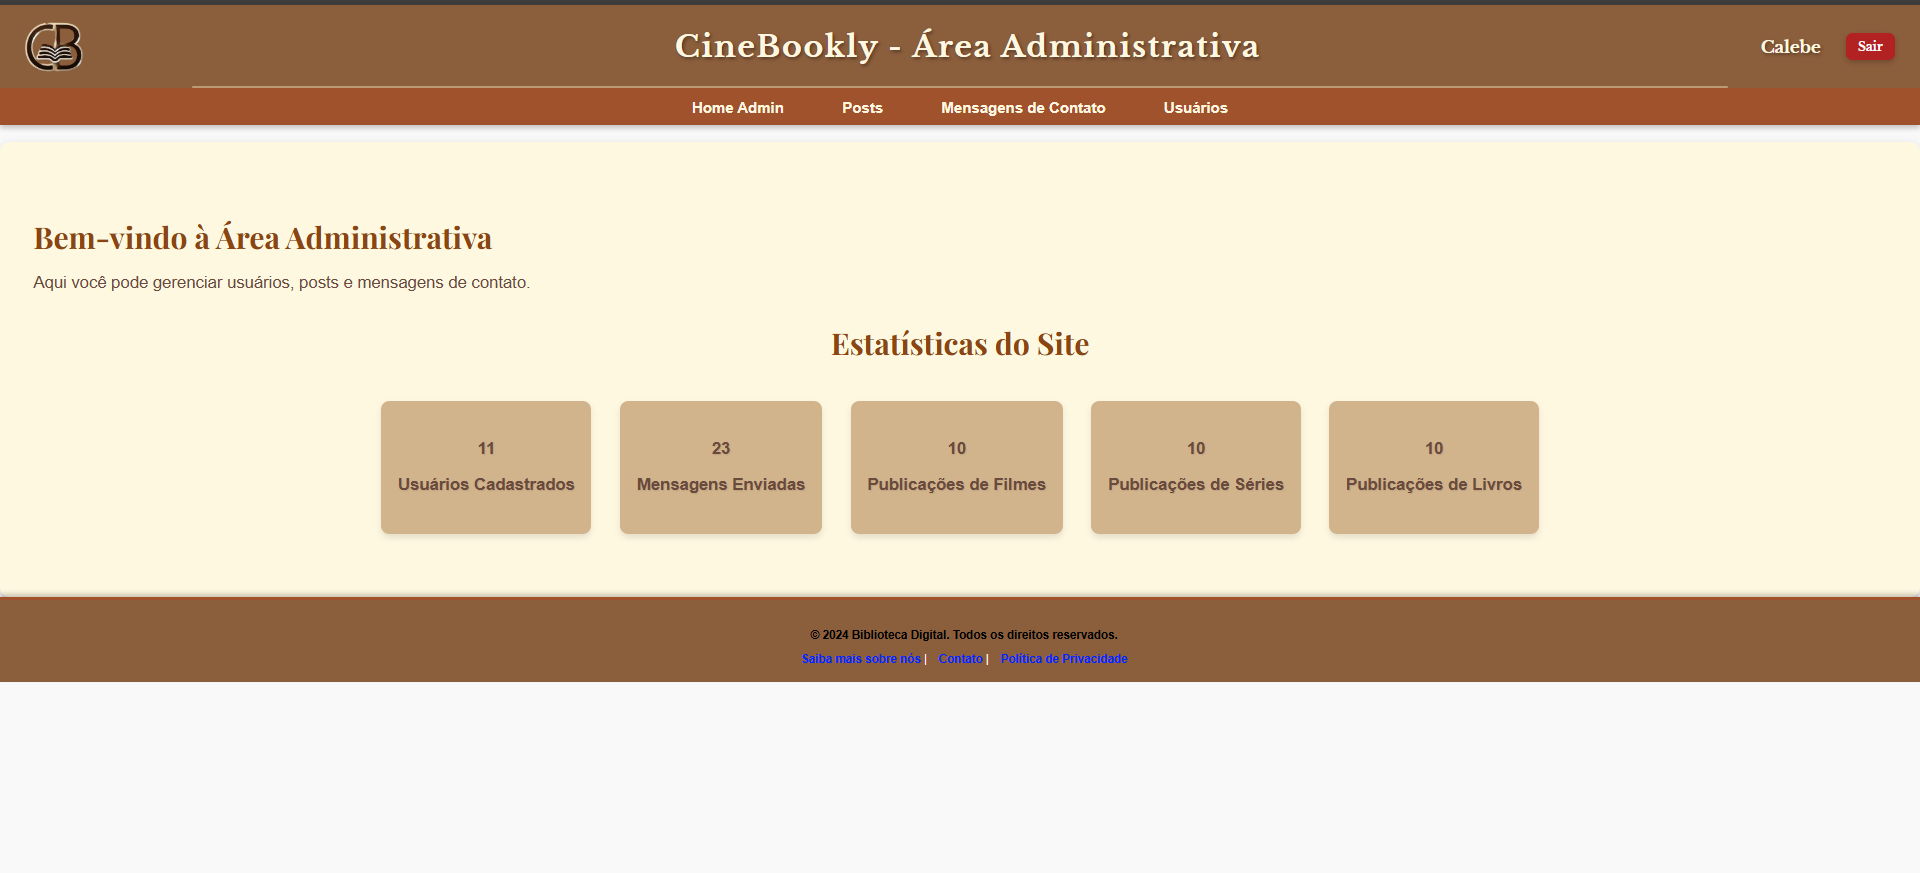 CB
CineBookly - Área Administrativa
Calebe
Sair
Home Admin Posts Mensagens de Contato Usuários
Bem-vindo à Área Administrativa
Aqui você pode gerenciar usuários, posts e mensagens de contato.
Estatísticas do Site
11
Usuários Cadastrados
23
Mensagens Enviadas
10
Publicações de Filmes
10
Publicações de Séries
10
Publicações de Livros
© 2024 Biblioteca Digital. Todos os direitos reservados.
Saiba mais sobre nós | Contato | Política de Privacidade